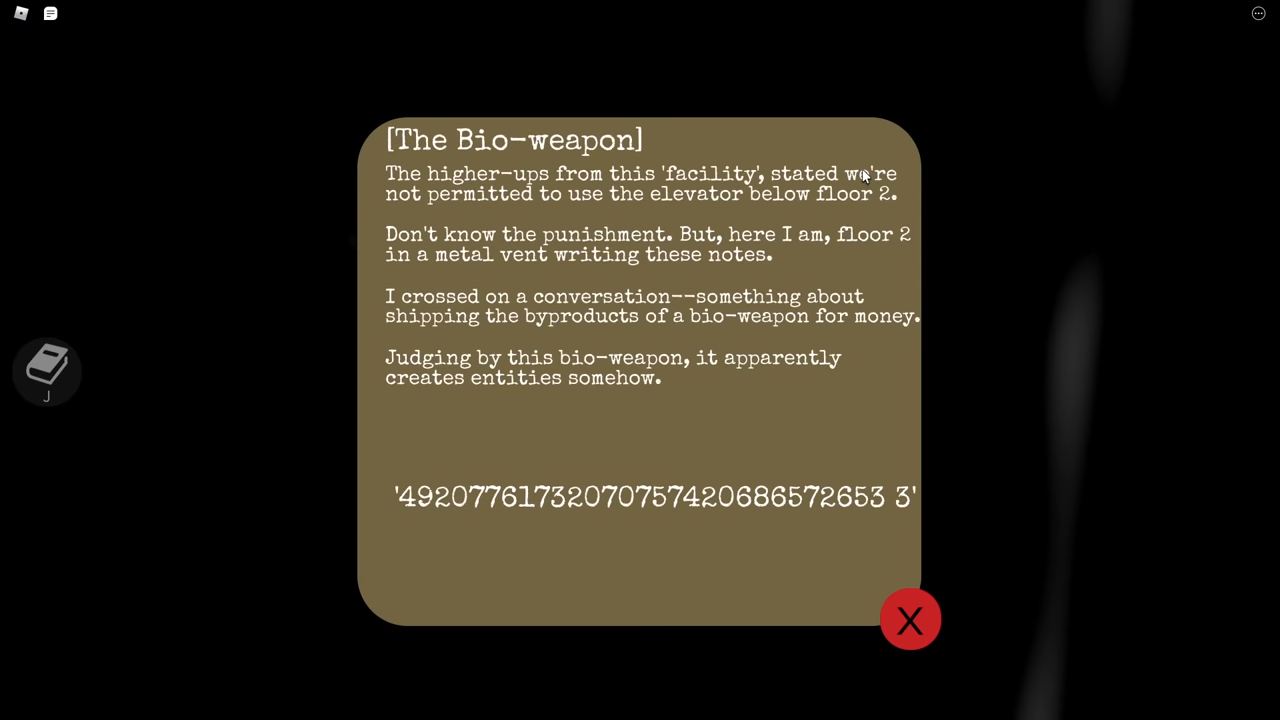 [The Bio-weapon]
The higher-ups from this 'facility', stated we're
not permitted to use the elevator below floor 2.
Don't know the punishment. But, here I am, floor 2
in a metal vent writing these notes.
I crossed on a conversation--something about
shipping the byproducts of a bio-weapon for money.
Judging by this bio-weapon, it apparently
creates entities somehow.
'492077617320707574206865726533 3'
J
X